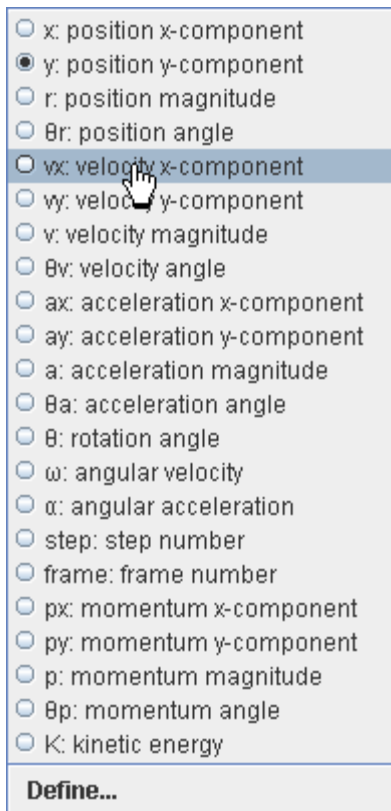 x: position x-component
y: position y-component
r: position magnitude
θr: position angle
vx: velocity x-component
vy: velocity y-component
v: velocity magnitude
θv: velocity angle
ax: acceleration x-component
ay: acceleration y-component
a: acceleration magnitude
θa: acceleration angle
θ: rotation angle
ω: angular velocity
α: angular acceleration
step: step number
frame: frame number
px: momentum x-component
py: momentum y-component
p: momentum magnitude
θp: momentum angle
K: kinetic energy
Define...